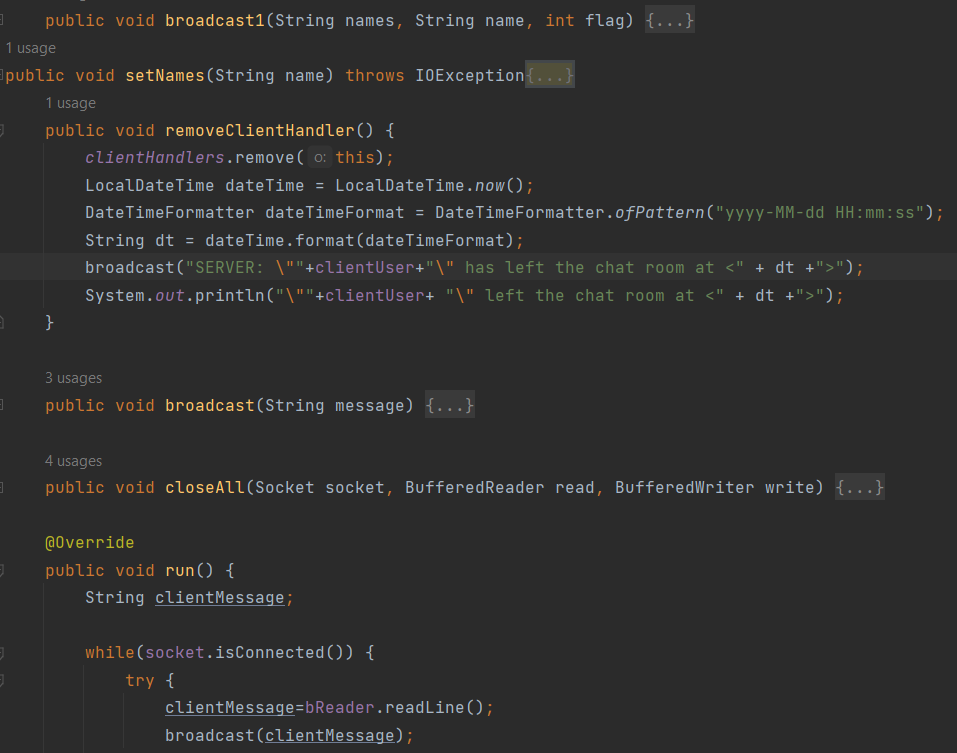 public void broadcast1(String names, String name, int flag) {...}
1 usage
public void setNames(String name) throws IOException{...}
1 usage
public void removeClientHandler() {
clientHandlers.remove( o: this);
LocalDateTime dateTime = LocalDateTime.now();
DateTimeFormatter dateTimeFormat = DateTimeFormatter.ofPattern("yyyy-MM-dd HH:mm:ss");
String dt = dateTime.format(dateTimeFormat);
broadcast("SERVER: \""+clientUser+"\" has left the chat room at <" + dt +">");
System.out.println("\""+clientUser+ "\" left the chat room at <" + dt +">");
}
3 usages
public void broadcast(String message) {...}
4 usages
public void closeAll(Socket socket, BufferedReader read, BufferedWriter write) {...}
@Override
public void run() {
String clientMessage;
while(socket.isConnected()) {
try {
clientMessage=bReader.readLine();
broadcast(clientMessage);